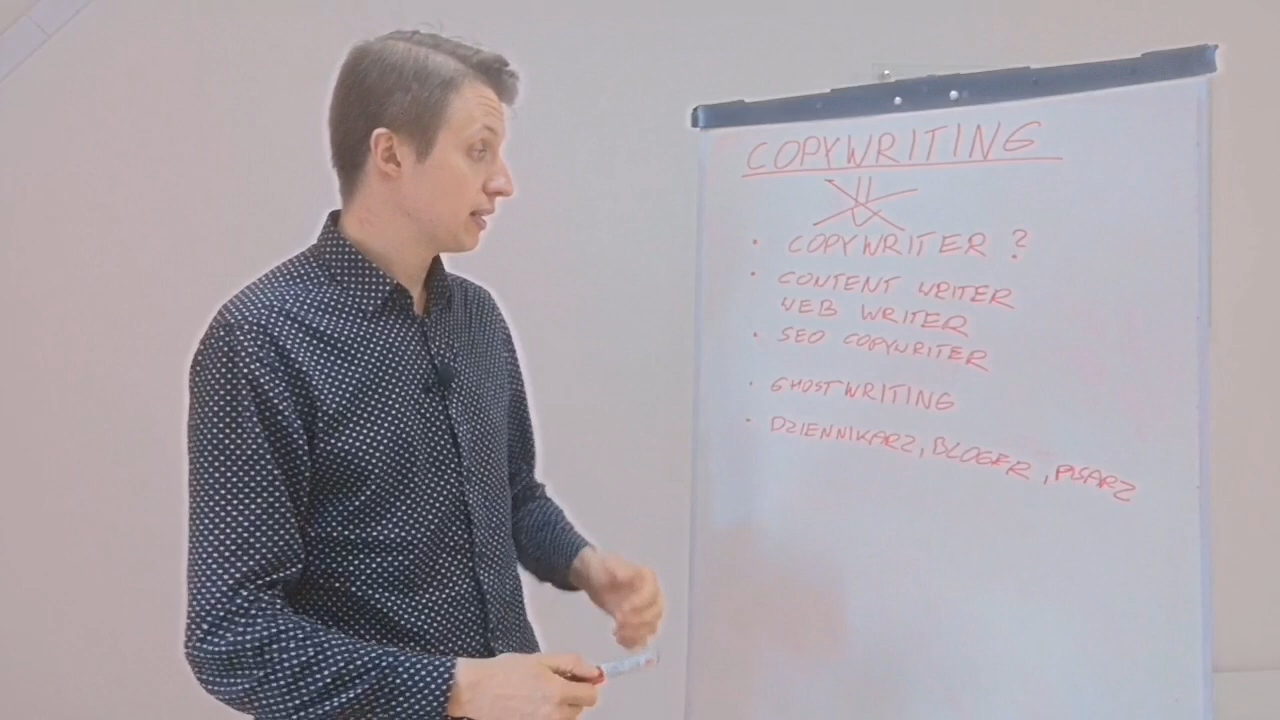 COPYWRITING
• COPYWRITER ?
• CONTENT WRITER
WEB WRITER
• SEO COPYWRITER
• GHOSTWRITING
• DZIENNIKARZ, BLOGER, PISARZ